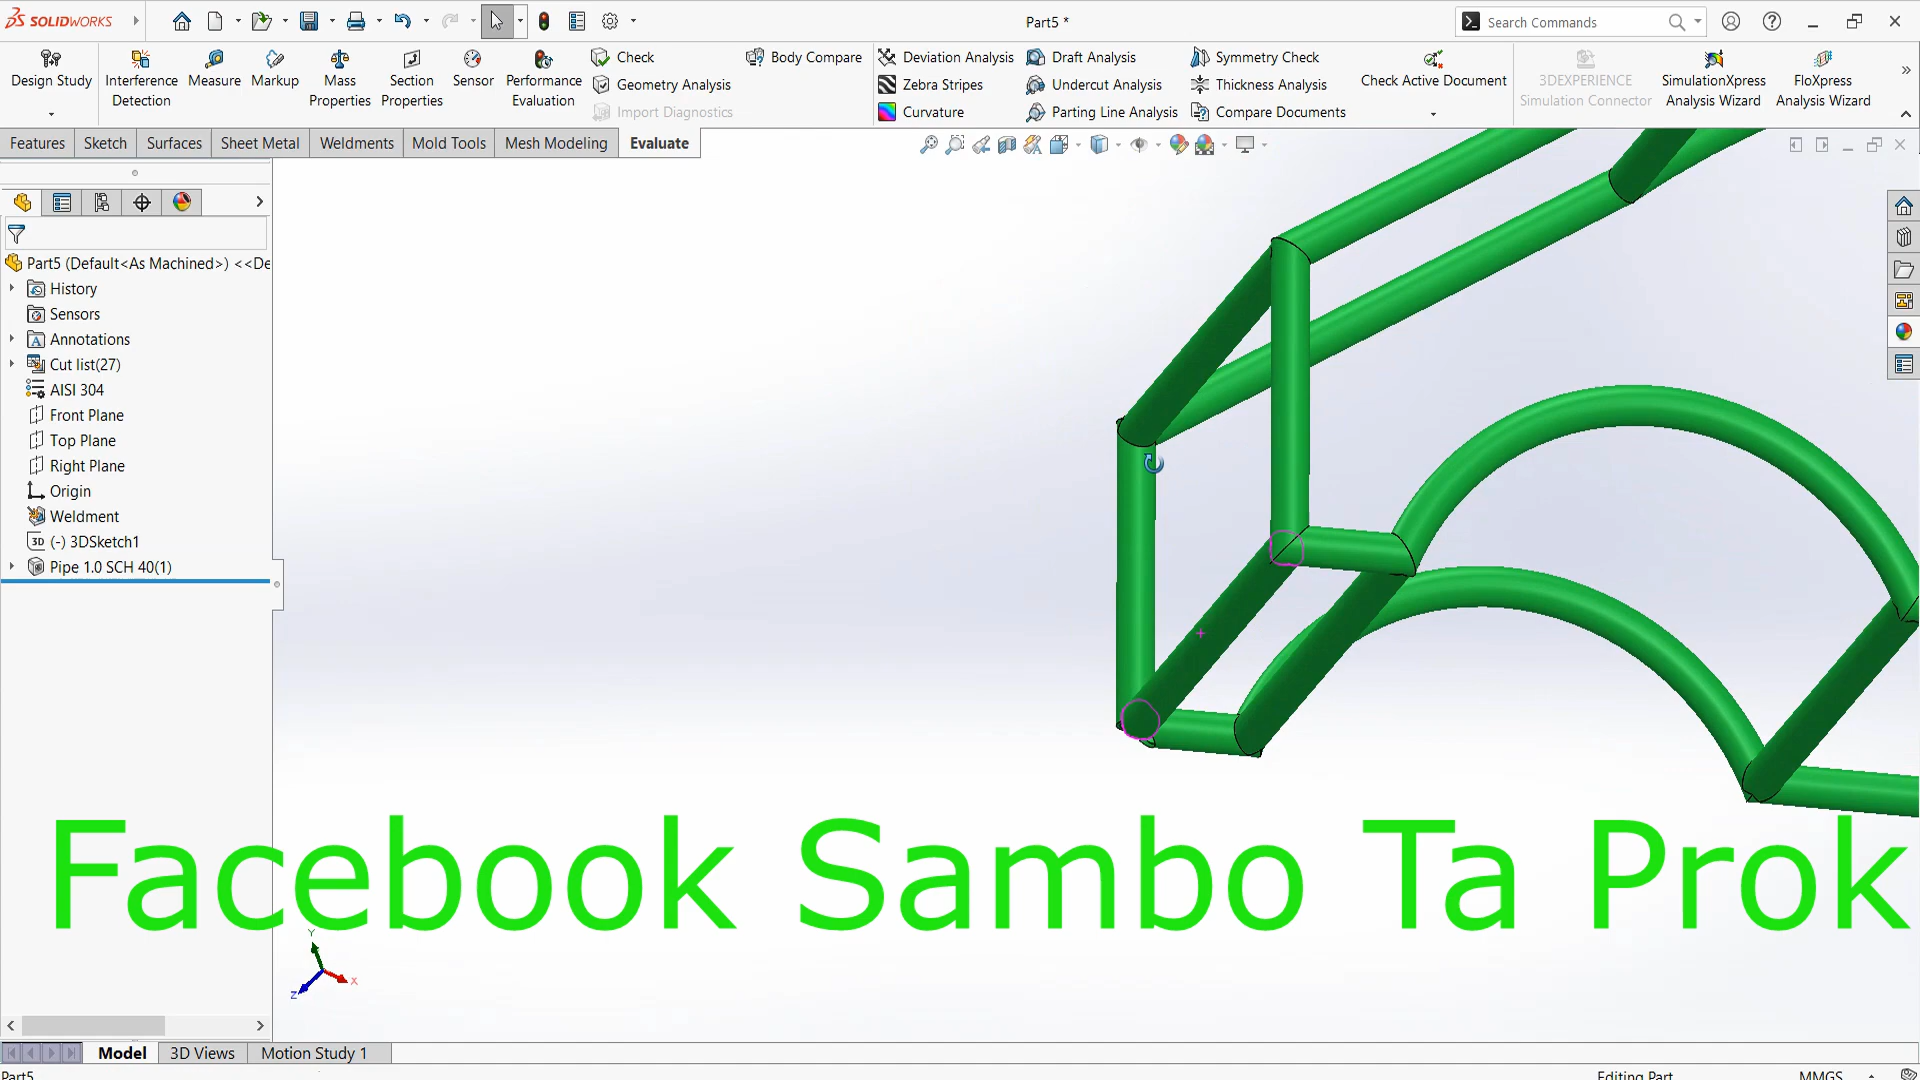 SOLIDWORKS
Part5 *
Search Commands
Design Study
Interference Detection
Measure
Markup
Mass Properties
Section Properties
Sensor
Performance Evaluation
Check
Geometry Analysis
Import Diagnostics
Body Compare
Deviation Analysis
Zebra Stripes
Curvature
Draft Analysis
Undercut Analysis
Parting Line Analysis
Symmetry Check
Thickness Analysis
Compare Documents
Check Active Document
3DEXPERIENCE Simulation Connector
SimulationXpress Analysis Wizard
FloXpress Analysis Wizard
Features Sketch Surfaces Sheet Metal Weldments Mold Tools Mesh Modeling Evaluate
Part5 (Default<As Machined>) <<De
History
Sensors
Annotations
Cut list(27)
AISI 304
Front Plane
Top Plane
Right Plane
Origin
Weldment
3D (-) 3DSketch1
Pipe 1.0 SCH 40(1)
Facebook Sambo Ta Prok
Y
X
Z
Model 3D Views Motion Study 1
Part5 Editing Part MMGS